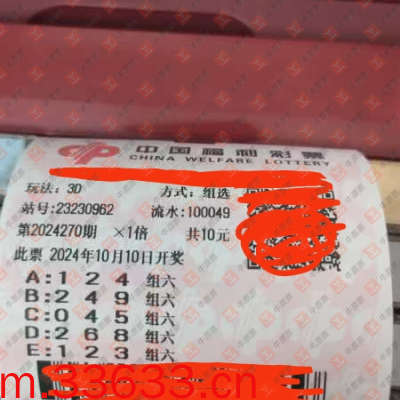 中国福利彩票
CHINA WELFARE LOTTERY
玩法:3D 方式:组选
站号:23230962 流水:100049
第2024270期 ×1倍 共10元
此票 2024年10月10日开奖
A:1 2 4 组六
B:2 4 9 组六
C:0 4 5 组六
D:2 6 8 组六
E:1 2 3 组六
m.33633.cn